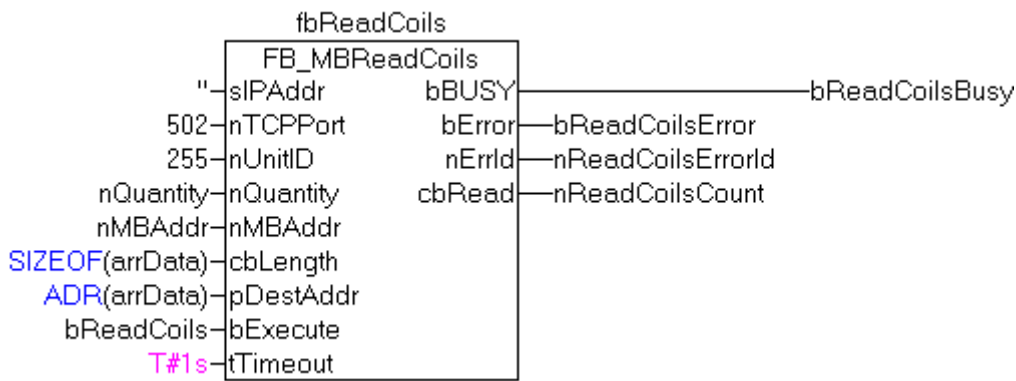 fbReadCoils
FB_MBReadCoils
''-sIPAddr bBUSY bReadCoilsBusy
502-nTCPPort bError bReadCoilsError
255-nUnitID nErrId nReadCoilsErrorId
nQuantity-nQuantity cbRead nReadCoilsCount
nMBAddr-nMBAddr
SIZEOF(arrData)-cbLength
ADR(arrData)-pDestAddr
bReadCoils-bExecute
T#1s-tTimeout